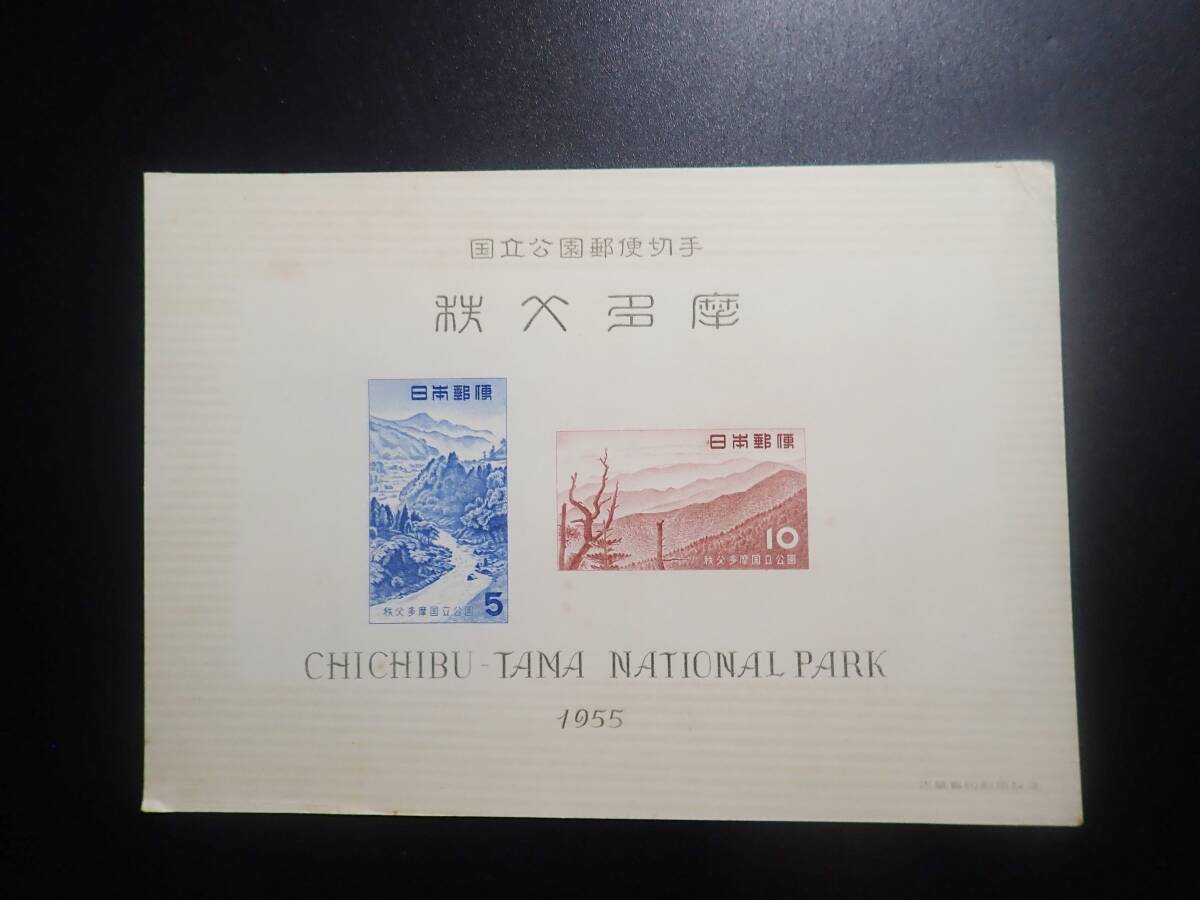 国立公園郵便切手
秩父多摩
日本郵便
秩父多摩国立公園 5
日本郵便
10
秩父多摩国立公園
CHICHIBU-TAMA NATIONAL PARK
1955